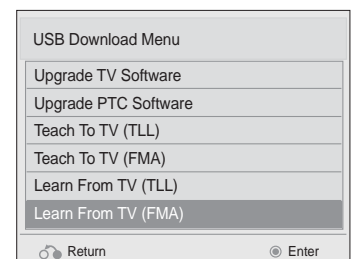 USB Download Menu
Upgrade TV Software
Upgrade PTC Software
Teach To TV (TLL)
Teach To TV (FMA)
Learn From TV (TLL)
Learn From TV (FMA)
Return
Enter